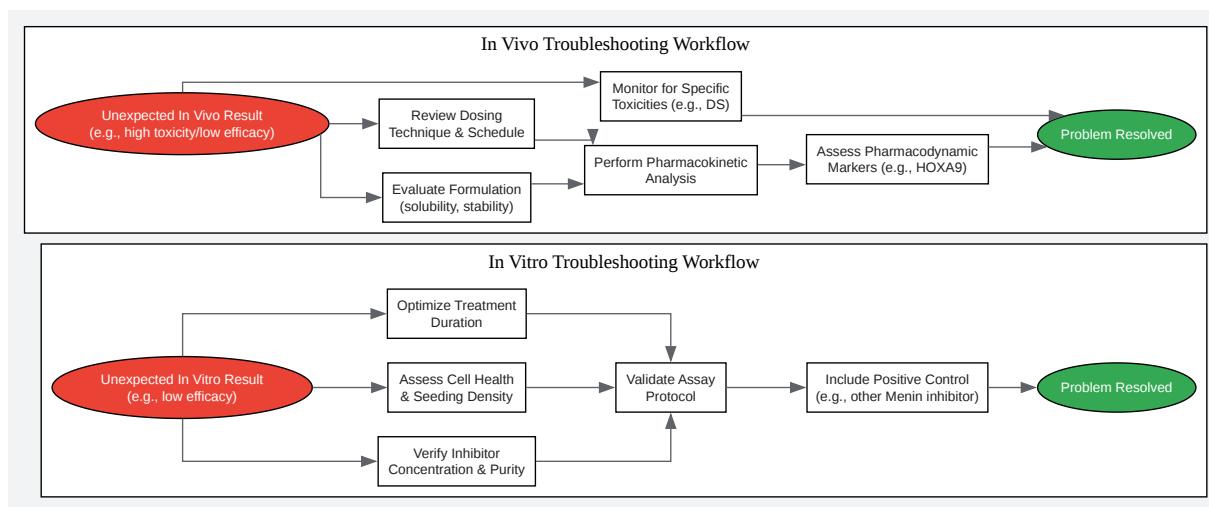 In Vivo Troubleshooting Workflow
Unexpected In Vivo Result
(e.g., high toxicity/low efficacy)
Monitor for Specific
Toxicities (e.g., DS)
Review Dosing
Technique & Schedule
Evaluate Formulation
(solubility, stability)
Perform Pharmacokinetic
Analysis
Assess Pharmacodynamic
Markers (e.g., HOXA9)
Problem Resolved
In Vitro Troubleshooting Workflow
Unexpected In Vitro Result
(e.g., low efficacy)
Optimize Treatment
Duration
Assess Cell Health
& Seeding Density
Verify Inhibitor
Concentration & Purity
Validate Assay
Protocol
Include Positive Control
(e.g., other Menin inhibitor)
Problem Resolved